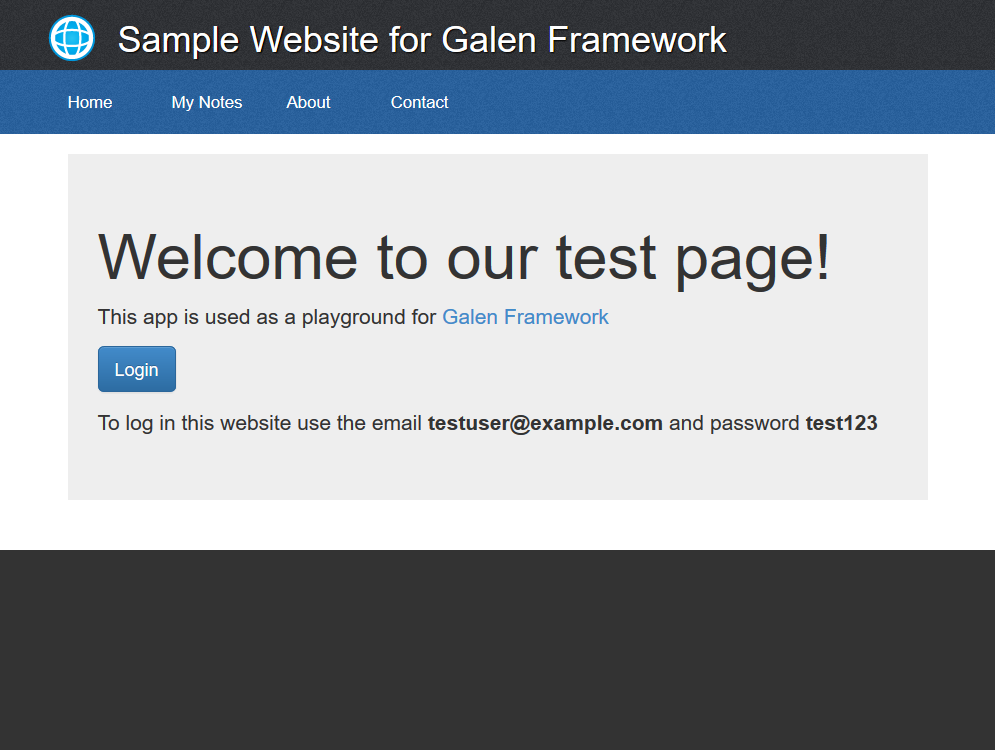 Sample Website for Galen Framework
Home My Notes About Contact
Welcome to our test page!
This app is used as a playground for Galen Framework
Login
To log in this website use the email testuser@example.com and password test123